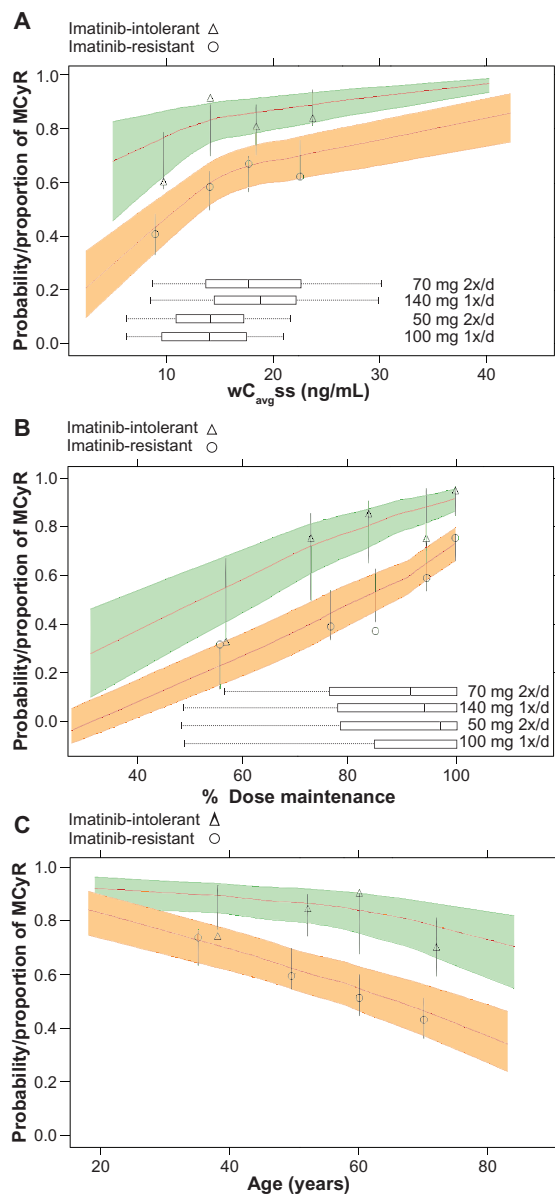 A
Imatinib-intolerant △
Imatinib-resistant ○
Probability/proportion of MCyR
1.0
0.8
0.6
0.4
0.2
0.0
70 mg 2x/d
140 mg 1x/d
50 mg 2x/d
100 mg 1x/d
10 20 30 40
wCavgss (ng/mL)
B
Imatinib-intolerant △
Imatinib-resistant ○
Probability/proportion of MCyR
1.0
0.8
0.6
0.4
0.2
0.0
70 mg 2x/d
140 mg 1x/d
50 mg 2x/d
100 mg 1x/d
40 60 80 100
% Dose maintenance
C
Imatinib-intolerant △
Imatinib-resistant ○
Probability/proportion of MCyR
1.0
0.8
0.6
0.4
0.2
0.0
20 40 60 80
Age (years)